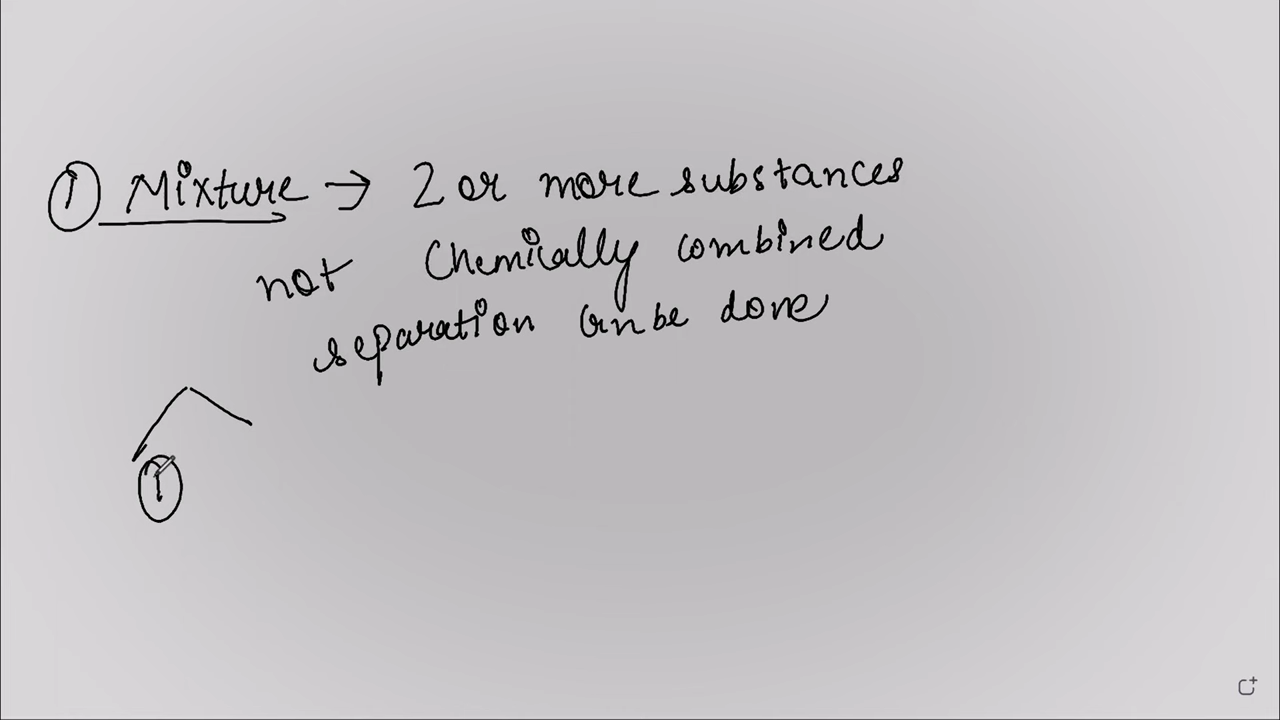 ① Mixture → 2 or more substances
not Chemically combined
separation can be done
①